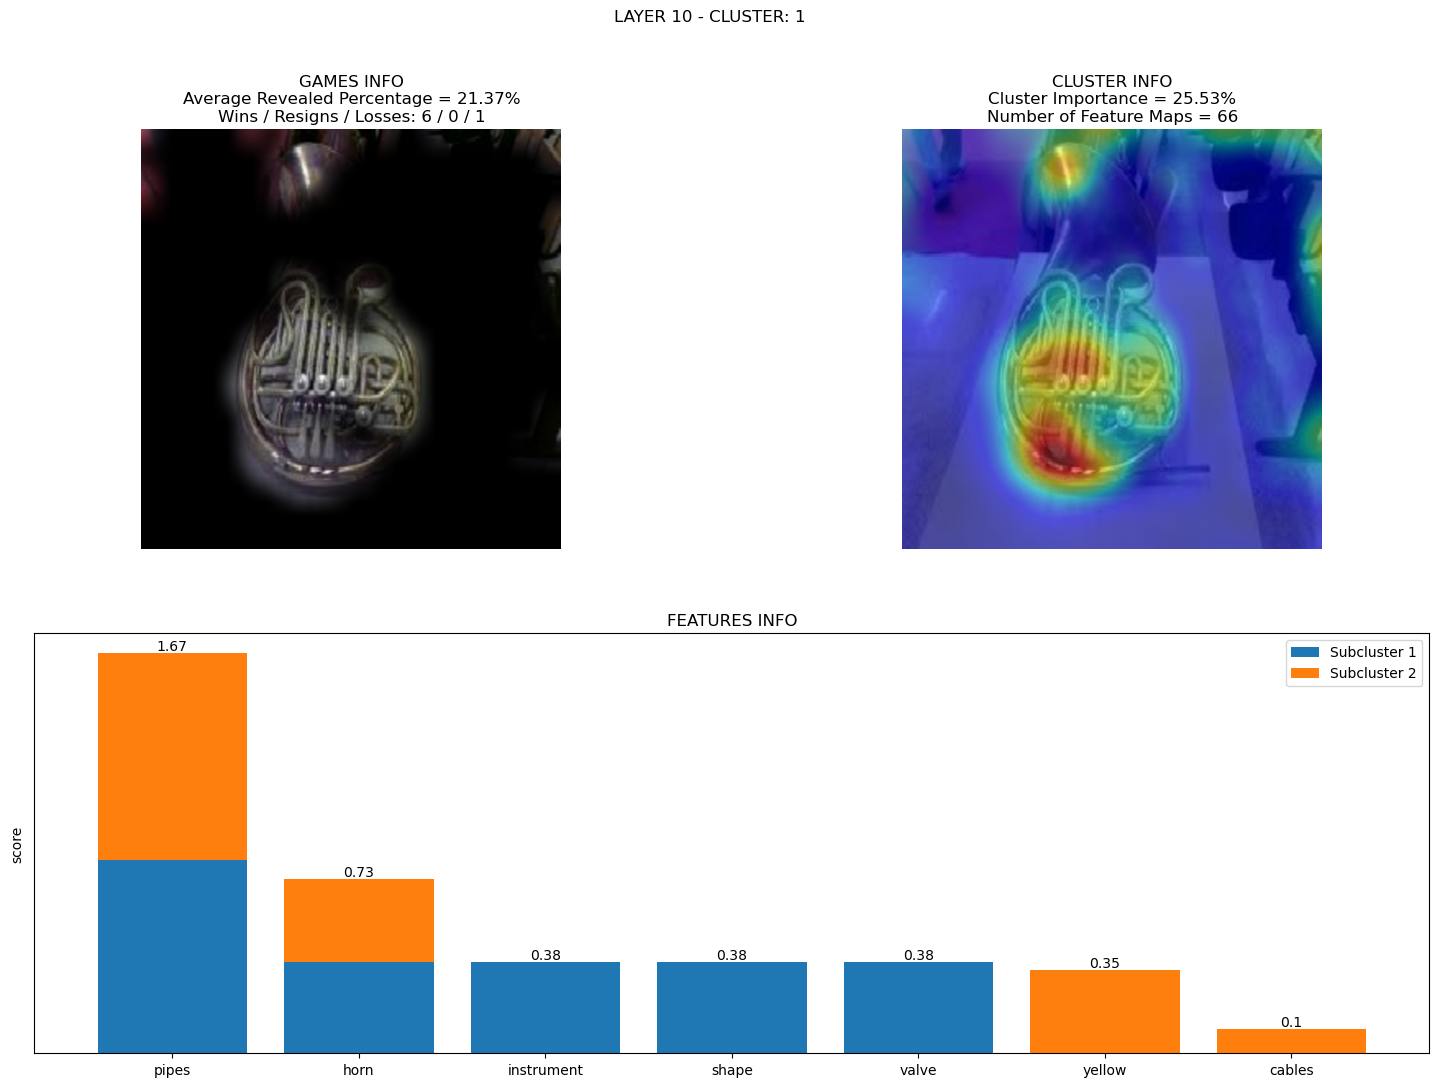 LAYER 10 - CLUSTER: 1
GAMES INFO
Average Revealed Percentage = 21.37%
Wins / Resigns / Losses: 6 / 0 / 1
CLUSTER INFO
Cluster Importance = 25.53%
Number of Feature Maps = 66
FEATURES INFO
Subcluster 1
Subcluster 2
score
1.67
0.73
0.38
0.38
0.38
0.35
0.1
pipes
horn
instrument
shape
valve
yellow
cables